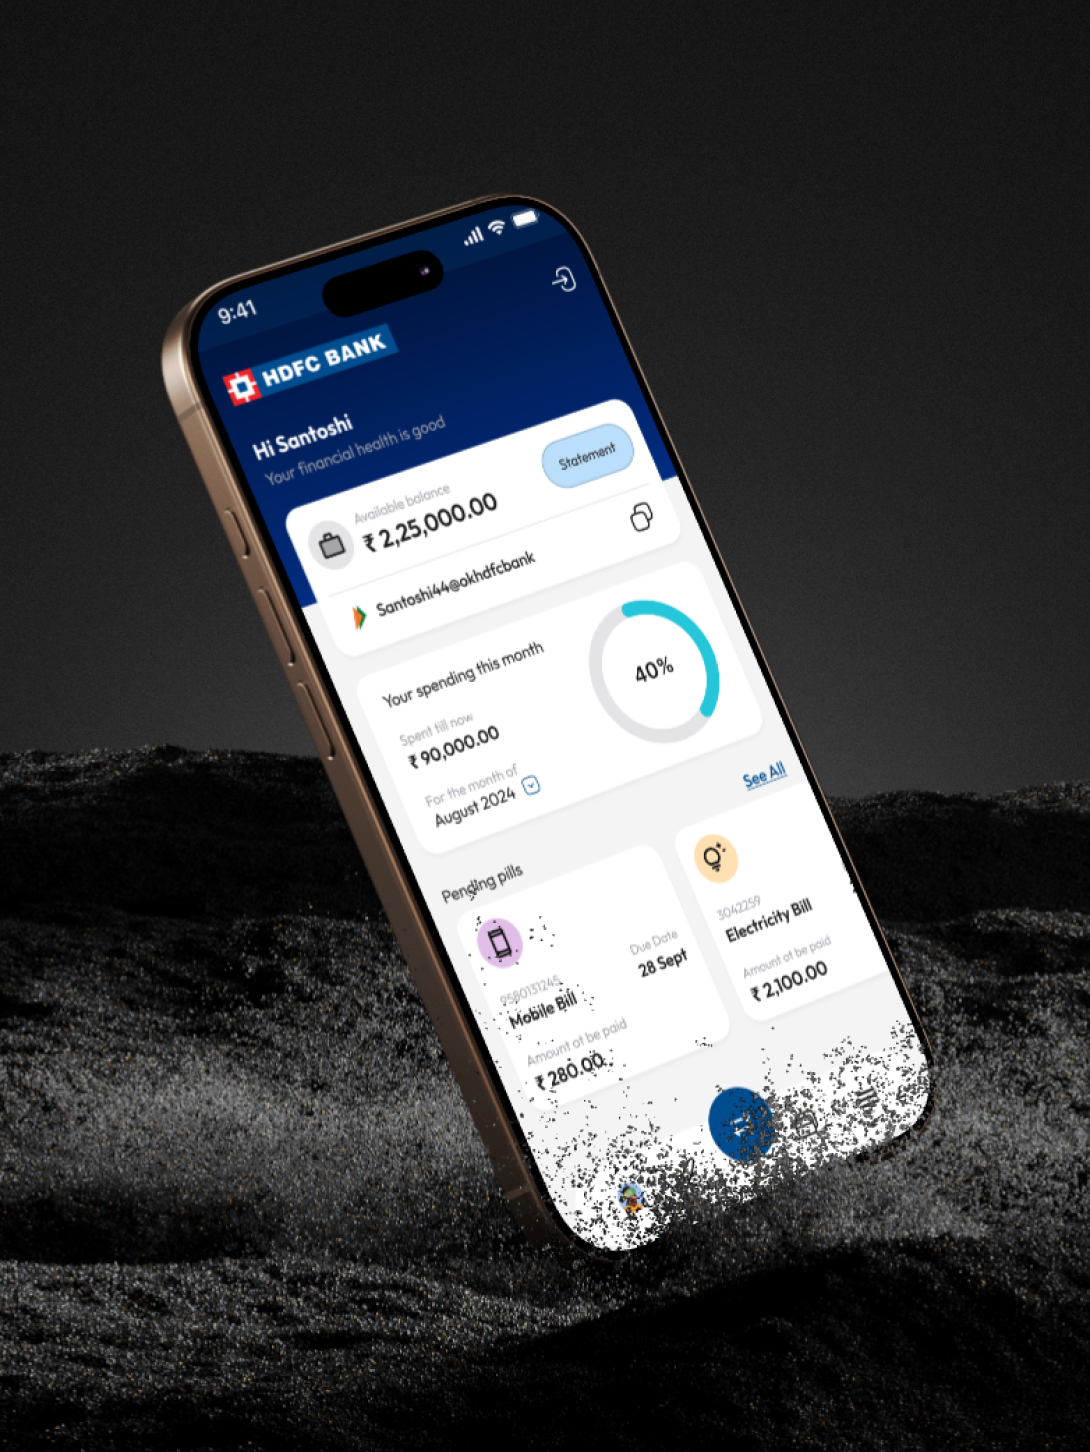 9:41
HDFC BANK
Hi Santoshi
Your financial health is good
Available balance
₹ 2,25,000.00
Statement
Santoshi44@okhdfcbank
Your spending this month
Spent till now
₹ 90,000.00
40%
For the month of
August 2024
See All
Pending pills
9580131245
Mobile Bill
Due Date
28 Sept
Amount ot be paid
₹ 280.00
3042259
Electricity Bill
Amount ot be paid
₹ 2,100.00